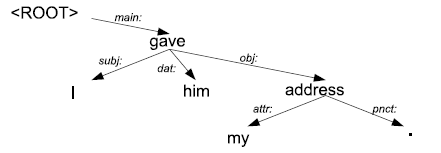 <ROOT>
main:
gave
subj:
dat:
obj:
I
him
address
attr:
pnct:
my
.